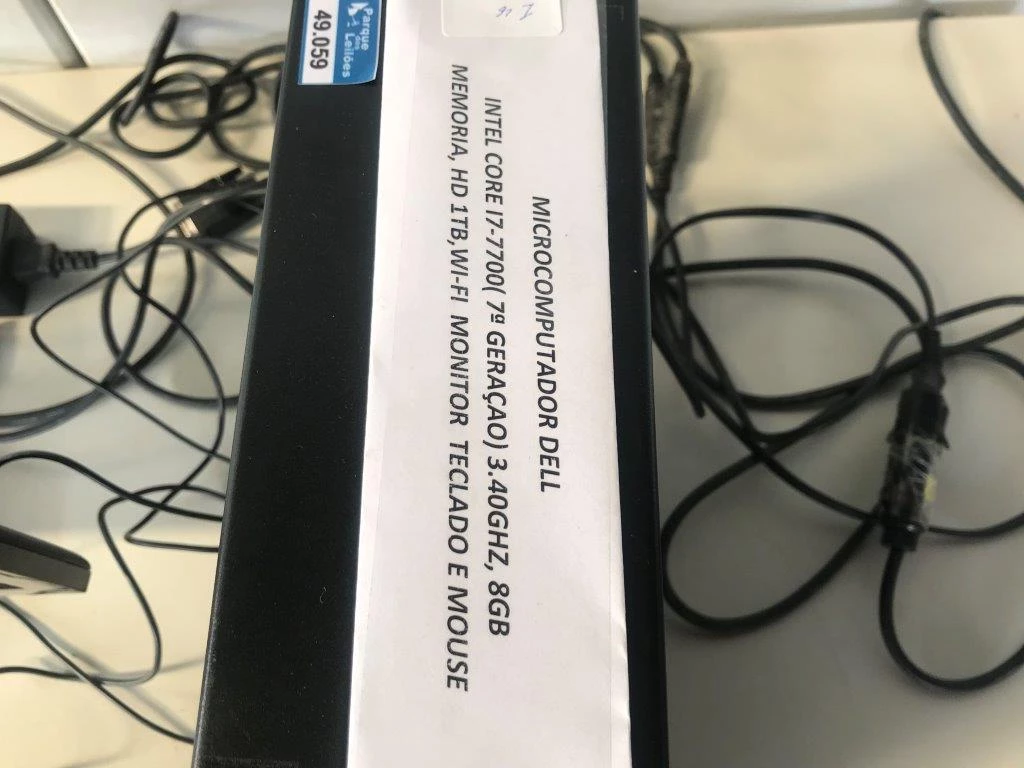 Parque
dos
Leilões
49.059
MICROCOMPUTADOR DELL
INTEL CORE I7-7700( 7ª GERAÇAO) 3.40GHZ, 8GB
MEMORIA, HD 1TB,WI-FI MONITOR TECLADO E MOUSE